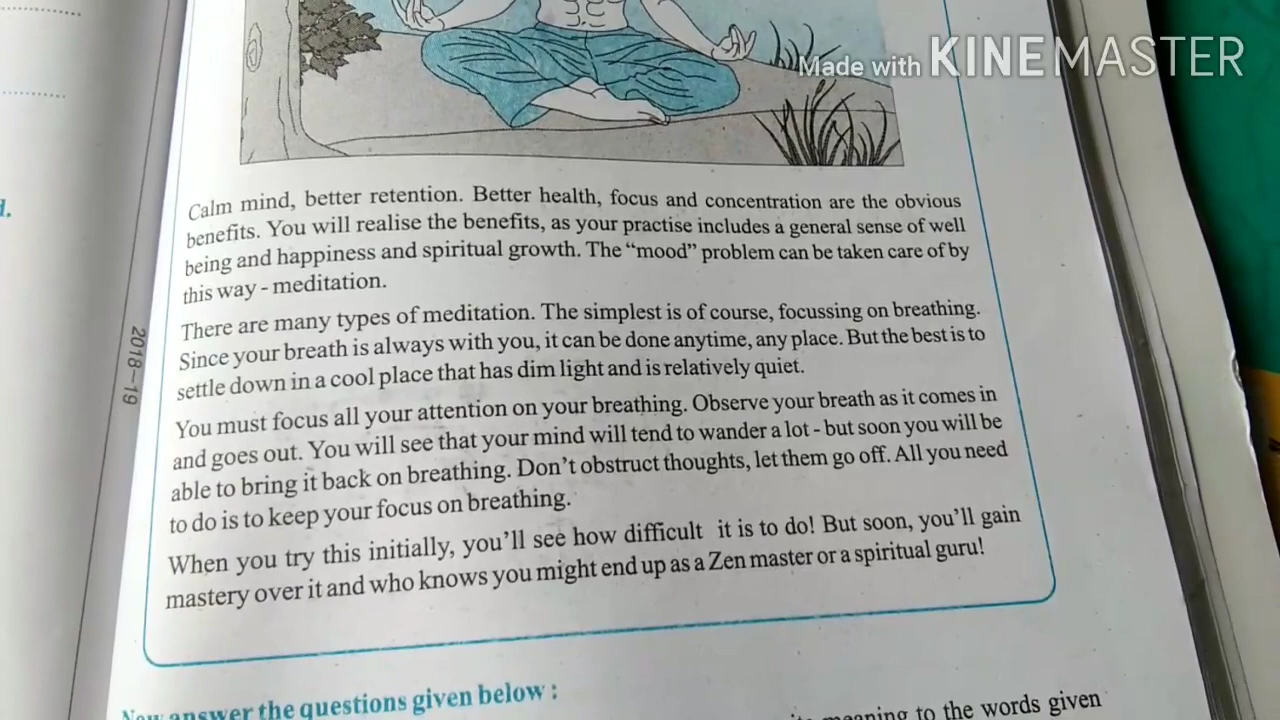 Made with KINEMASTER
d.
Calm mind, better retention. Better health, focus and concentration are the obvious
benefits. You will realise the benefits, as your practise includes a general sense of well
being and happiness and spiritual growth. The “mood” problem can be taken care of by
this way - meditation.
There are many types of meditation. The simplest is of course, focussing on breathing.
Since your breath is always with you, it can be done anytime, any place. But the best is to
settle down in a cool place that has dim light and is relatively quiet.
You must focus all your attention on your breathing. Observe your breath as it comes in
and goes out. You will see that your mind will tend to wander a lot - but soon you will be
able to bring it back on breathing. Don’t obstruct thoughts, let them go off. All you need
to do is to keep your focus on breathing.
When you try this initially, you’ll see how difficult it is to do! But soon, you’ll gain
mastery over it and who knows you might end up as a Zen master or a spiritual guru!
2018–19
Now answer the questions given below :
meaning to the words given